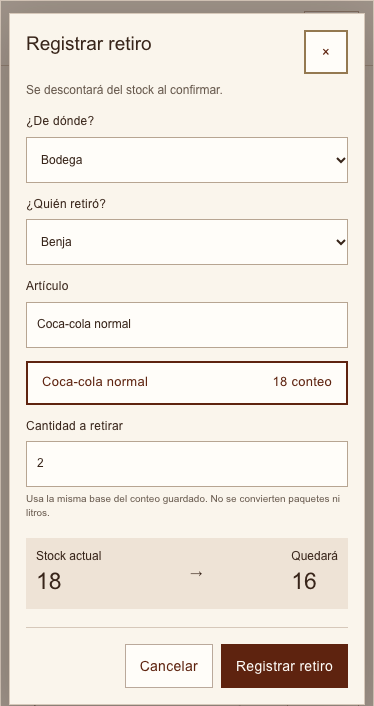 Registrar retiro
×
Se descontará del stock al confirmar.
¿De dónde?
Bodega
¿Quién retiró?
Benja
Artículo
Coca-cola normal
Coca-cola normal 18 conteo
Cantidad a retirar
2
Usa la misma base del conteo guardado. No se convierten paquetes ni
litros.
Stock actual Quedará
18 → 16
Cancelar Registrar retiro